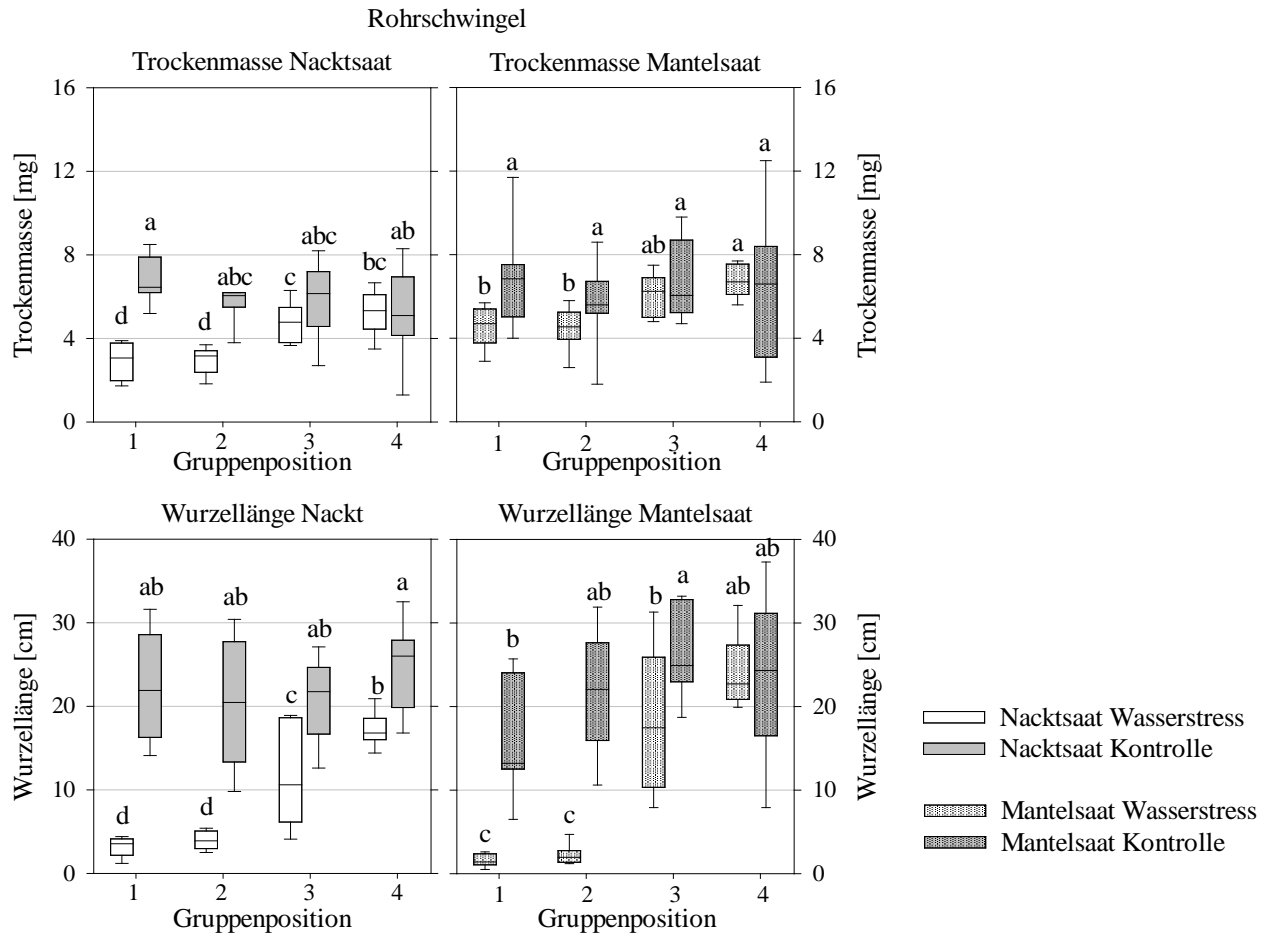 Rohrschwingel
Trockenmasse Nacktsaat
Trockenmasse Mantelsaat
16
12
8
4
0
Trockenmasse [mg]
d
a
d
abc
c
abc
bc
ab
1
2
3
4
Gruppenposition
b
a
b
a
ab
a
a
a
1
2
3
4
Gruppenposition
16
12
8
4
0
Trockenmasse [mg]
Wurzellänge Nackt
Wurzellänge Mantelsaat
40
30
20
10
0
Wurzellänge [cm]
d
ab
d
ab
c
ab
b
a
1
2
3
4
Gruppenposition
c
b
c
ab
b
a
ab
ab
1
2
3
4
Gruppenposition
40
30
20
10
0
Wurzellänge [cm]
Nacktsaat Wasserstress
Nacktsaat Kontrolle
Mantelsaat Wasserstress
Mantelsaat Kontrolle